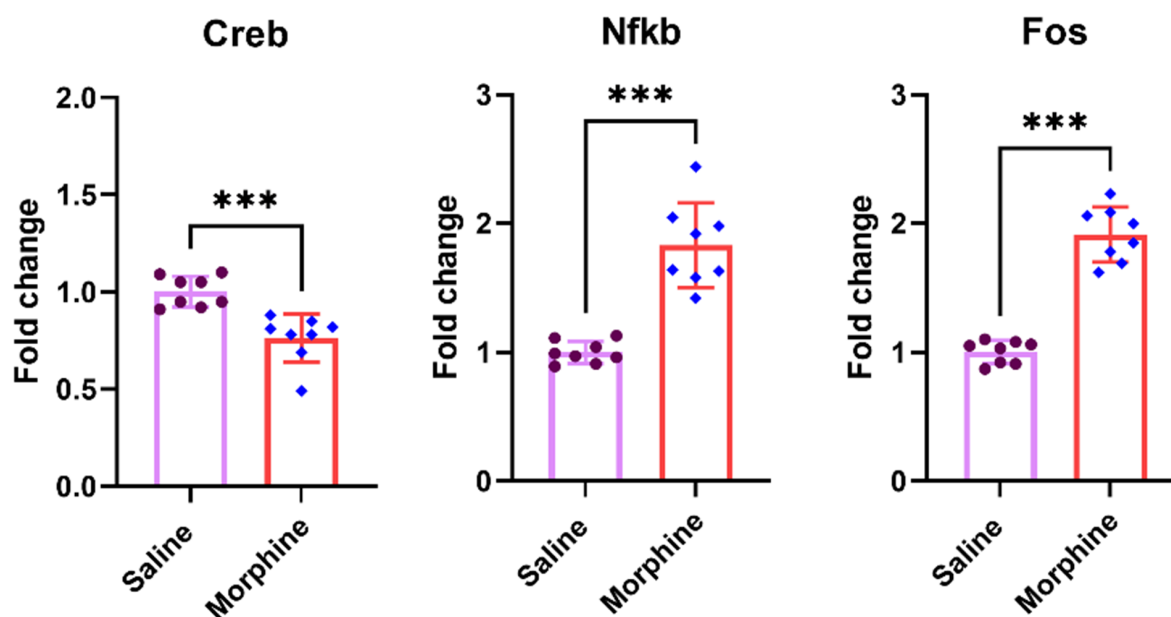 Creb
Fold change
2.0
1.5
1.0
0.5
0.0
***
Saline
Morphine
Nfkb
Fold change
3
2
1
0
***
Saline
Morphine
Fos
Fold change
3
2
1
0
***
Saline
Morphine